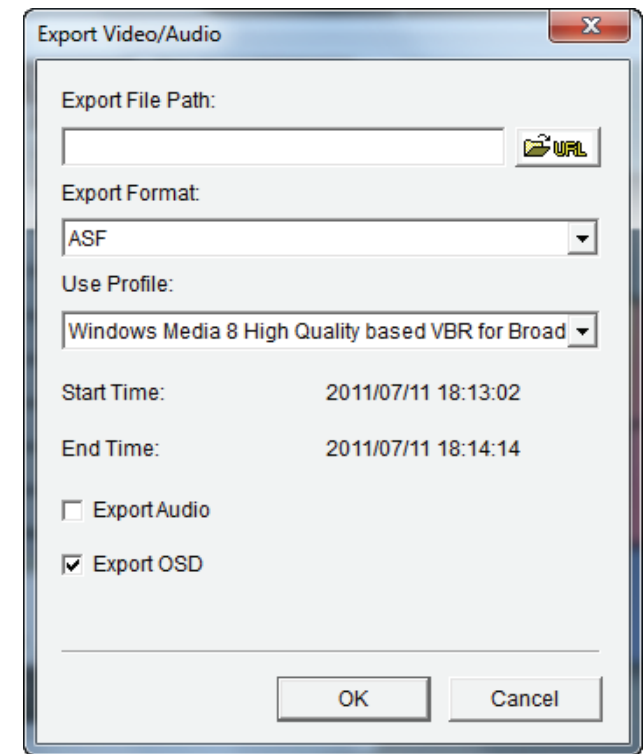 Export Video/Audio
Export File Path:
URL
Export Format:
ASF
Use Profile:
Windows Media 8 High Quality based VBR for Broad
Start Time: 2011/07/11 18:13:02
End Time: 2011/07/11 18:14:14
Export Audio
Export OSD
OK Cancel